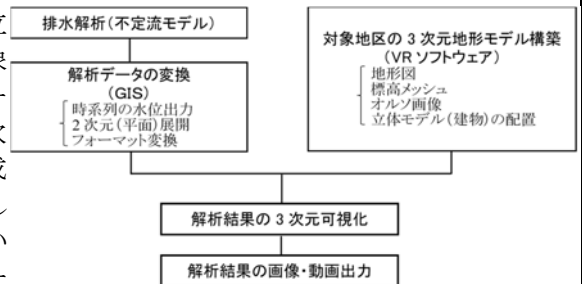 排水解析(不定流モデル)
解析データの変換
(GIS)
時系列の水位出力
2次元(平面)展開
フォーマット変換
対象地区の3次元地形モデル構築
(VRソフトウェア)
地形図
標高メッシュ
オルソ画像
立体モデル(建物)の配置
解析結果の3次元可視化
解析結果の画像・動画出力